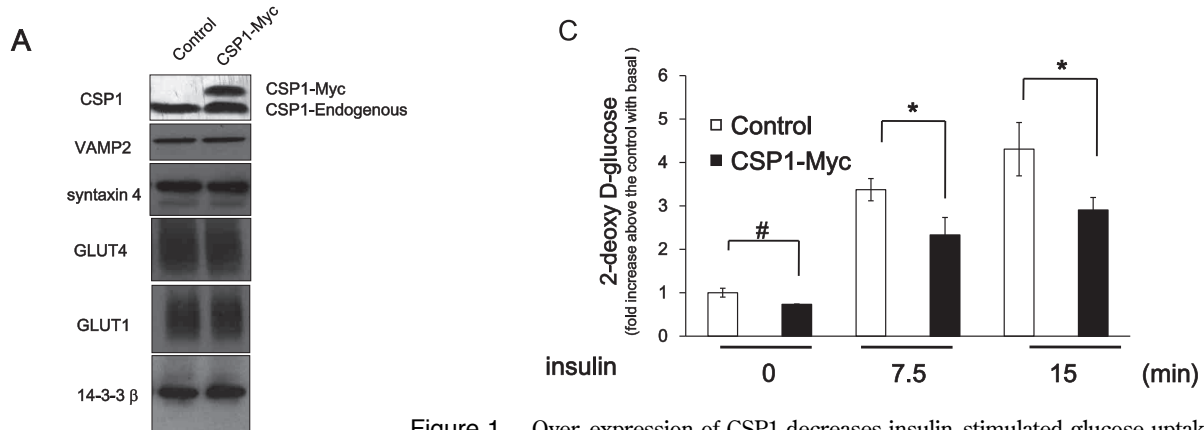 A
Control
CSP1-Myc
CSP1
CSP1-Myc
CSP1-Endogenous
VAMP2
syntaxin 4
GLUT4
GLUT1
14-3-3 β
C
2-deoxy D-glucose
(fold increase above the control with basal )
6
5
4
3
2
1
0
Control
CSP1-Myc
#
*
*
insulin
0
7.5
15
(min)
Figure 1 Over-expression of CSP1 decreases insulin-stimulated glucose uptake